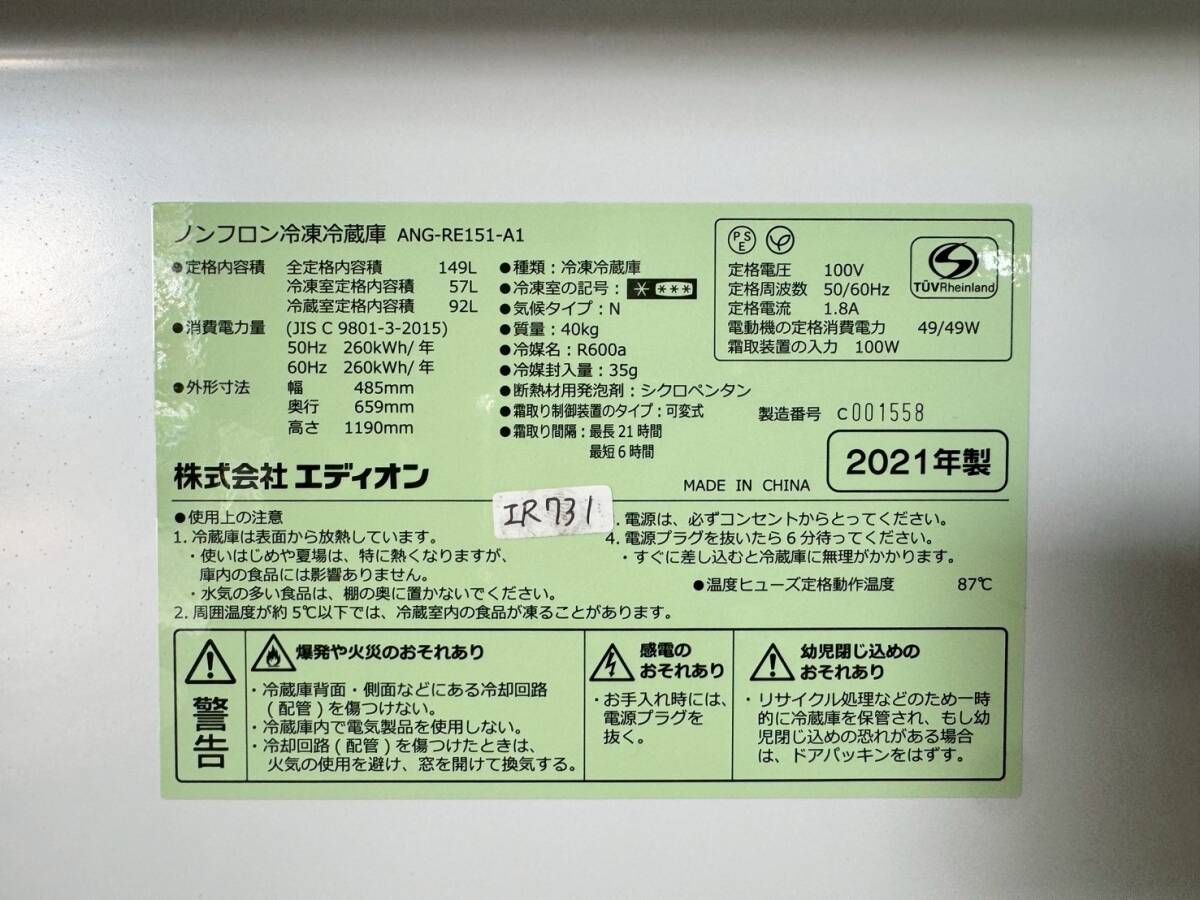 ノンフロン冷凍冷蔵庫 ANG-RE151-A1
●定格内容積 全定格内容積 149L
冷凍室定格内容積 57L
冷蔵室定格内容積 92L
●消費電力量 (JIS C 9801-3-2015)
50Hz 260kWh/年
60Hz 260kWh/年
●外形寸法 幅 485mm
奥行 659mm
高さ 1190mm
●種類：冷凍冷蔵庫
●冷凍室の記号：
●気候タイプ：N
●質量：40kg
●冷媒名：R600a
●冷媒封入量：35g
●断熱材用発泡剤：シクロペンタン
●霜取り制御装置のタイプ：可変式
●霜取り間隔：最長21時間
最短6時間
PSE
TÜVRheinland
定格電圧 100V
定格周波数 50/60Hz
定格電流 1.8A
電動機の定格消費電力 49/49W
霜取装置の入力 100W
製造番号 C001558
株式会社 エディオン
MADE IN CHINA
2021年製
IR731
●使用上の注意
1. 冷蔵庫は表面から放熱しています。
・使いはじめや夏場は、特に熱くなりますが、
庫内の食品には影響ありません。
・水気の多い食品は、棚の奥に置かないでください。
2. 周囲温度が約5℃以下では、冷蔵室内の食品が凍ることがあります。
. 電源は、必ずコンセントからとってください。
4. 電源プラグを抜いたら6分待ってください。
・すぐに差し込むと冷蔵庫に無理がかかります。
●温度ヒューズ定格動作温度 87℃
警告
爆発や火災のおそれあり
・冷蔵庫背面・側面などにある冷却回路
(配管)を傷つけない。
・冷蔵庫内で電気製品を使用しない。
・冷却回路(配管)を傷つけたときは、
火気の使用を避け、窓を開けて換気する。
感電の
おそれあり
・お手入れ時には、
電源プラグを
抜く。
幼児閉じ込めの
おそれあり
・リサイクル処理などのため一時
的に冷蔵庫を保管され、もし幼
児閉じ込めの恐れがある場合
は、ドアパッキンをはずす。